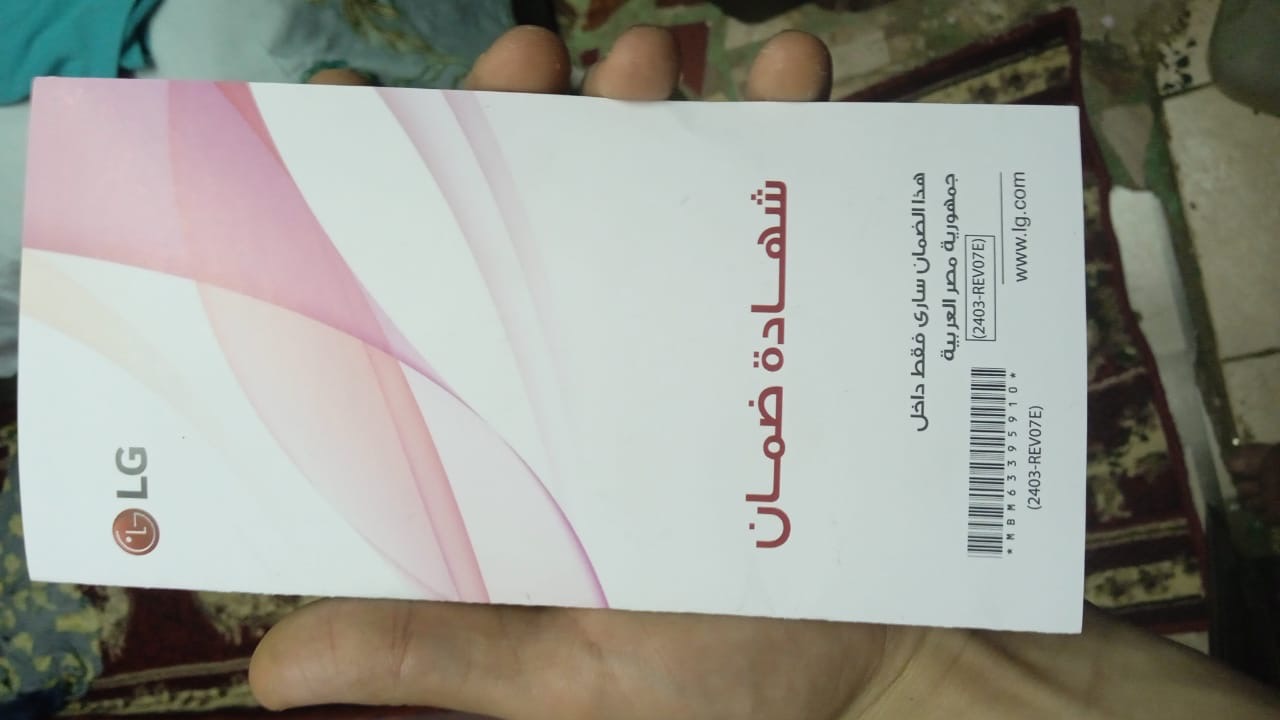 LG
شهادة ضمان
هذا الضمان سارى فقط داخل
جمهورية مصر العربية
(2403-REV07E)
www.lg.com
*MBM63395910*
(2403-REV07E)